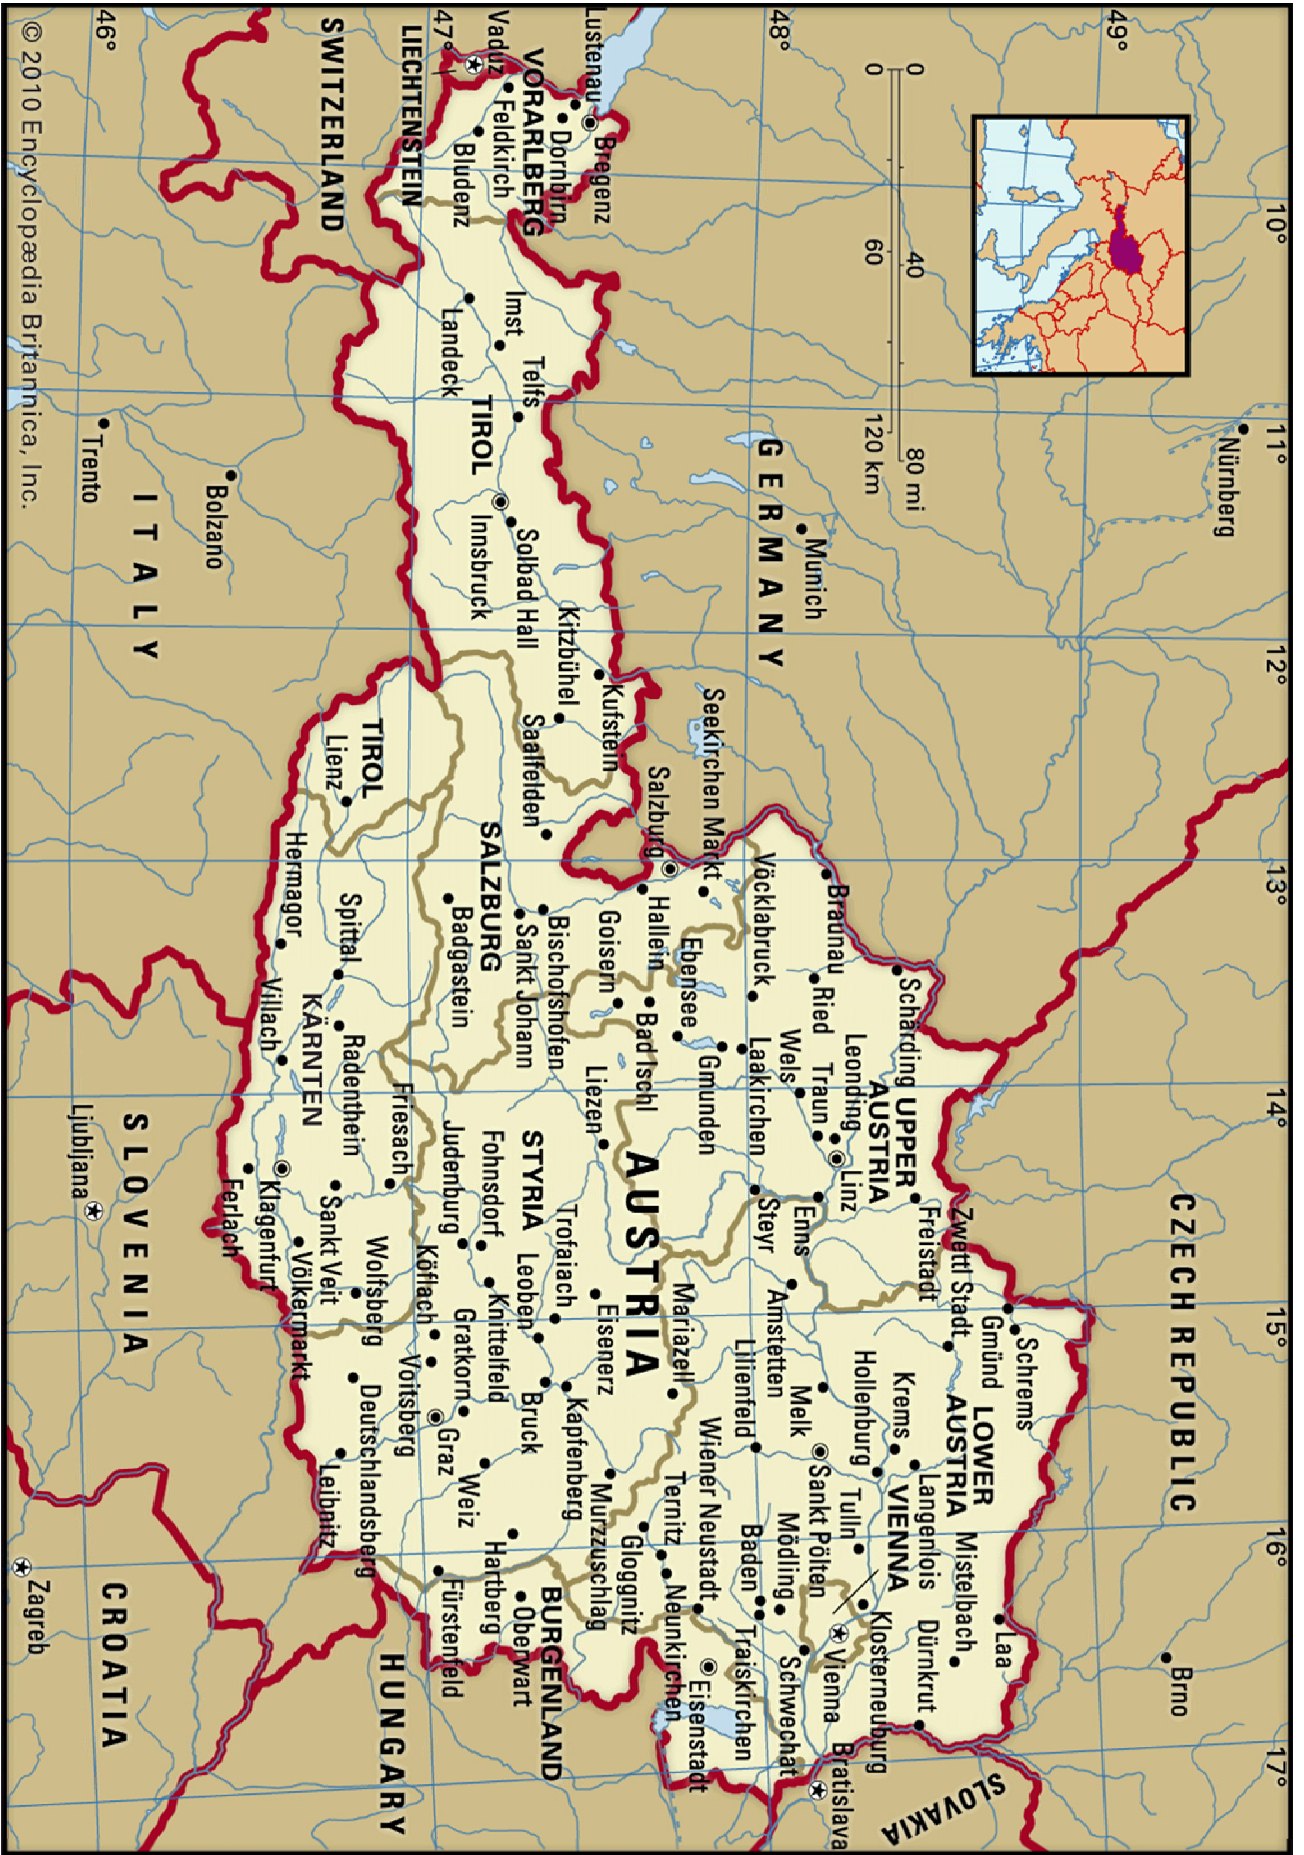 10°
11°
12°
13°
14°
15°
16°
17°
49°
48°
47°
46°
0 40 80 mi
0 60 120 km
Nürnberg
GERMANY
Munich
CZECH REPUBLIC
Brno
SLOVAKIA
Bratislava
HUNGARY
CROATIA
Zagreb
SLOVENIA
Ljubljana
ITALY
Bolzano
Trento
SWITZERLAND
LIECHTENSTEIN
Vaduz
AUSTRIA
VORARLBERG
Lustenau
Bregenz
Dornbirn
Feldkirch
Bludenz
TIROL
Imst
Landeck
Telfs
Innsbruck
Solbad Hall
Kitzbühel
Kufstein
TIROL
Lienz
SALZBURG
Saalfelden
Salzburg
Seekirchen Markt
Hallein
Bischofshofen
Sankt Johann
Badgastein
UPPER
AUSTRIA
Braunau
Schärding
Ried
Vöcklabruck
Goisern
Ebensee
Bad Ischl
Gmunden
Laakirchen
Wels
Traun
Leonding
Linz
Freistadt
Enns
Steyr
LOWER
AUSTRIA
Zwettl Stadt
Gmünd
Schrems
Amstetten
Melk
Lilienfeld
Hollenburg
Krems
Langenlois
Sankt Pölten
Tulln
Mistelbach
Laa
Dürnkrut
Klosterneuburg
Mödling
Baden
Traiskirchen
Schwechat
Wiener Neustadt
Ternitz
Neunkirchen
Gloggnitz
VIENNA
Vienna
BURGENLAND
Eisenstadt
Oberwart
STYRIA
Liezen
Eisenerz
Mariazell
Trofaiach
Leoben
Bruck
Kapfenberg
Murzzuschlag
Fohnsdorf
Judenburg
Knittelfeld
Köflach
Gratkorn
Voitsberg
Graz
Weiz
Hartberg
Fürstenfeld
Deutschlandsberg
Leibnitz
KÄRNTEN
Hermagor
Spittal
Villach
Radenthein
Friesach
Sankt Veit
Klagenfurt
Ferlach
Völkermarkt
Wolfsberg
© 2010 Encyclopædia Britannica, Inc.